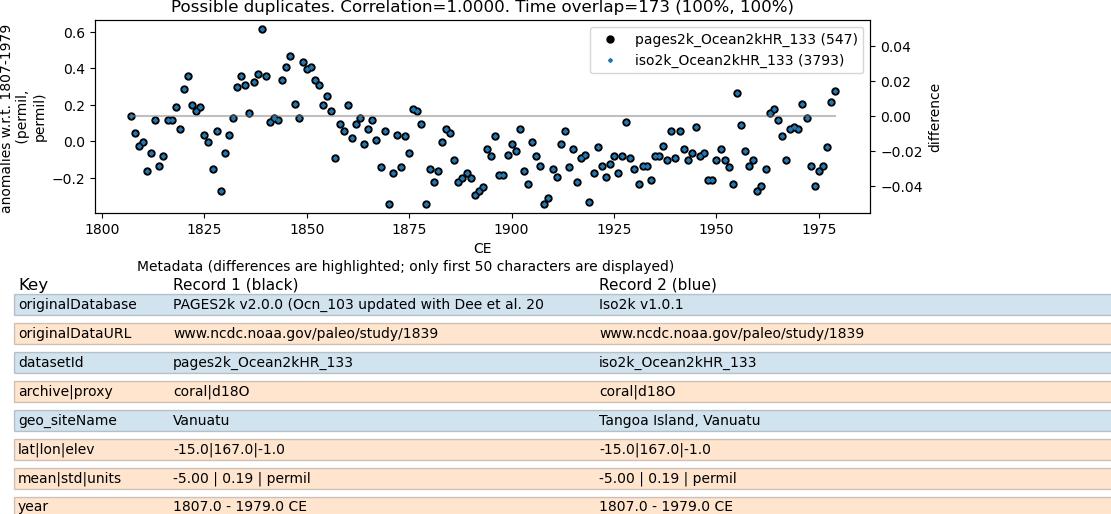 Possible duplicates. Correlation=1.0000. Time overlap=173 (100%, 100%)
anomalies w.r.t. 1807-1979
(permil,
permil)
0.6
0.4
0.2
0.0
−0.2
pages2k_Ocean2kHR_133 (547)
iso2k_Ocean2kHR_133 (3793)
0.04
0.02
0.00
−0.02
−0.04
difference
1800 1825 1850 1875 1900 1925 1950 1975
CE
Metadata (differences are highlighted; only first 50 characters are displayed)
Key Record 1 (black) Record 2 (blue)
originalDatabase PAGES2k v2.0.0 (Ocn_103 updated with Dee et al. 20 Iso2k v1.0.1
originalDataURL www.ncdc.noaa.gov/paleo/study/1839 www.ncdc.noaa.gov/paleo/study/1839
datasetId pages2k_Ocean2kHR_133 iso2k_Ocean2kHR_133
archive|proxy coral|d18O coral|d18O
geo_siteName Vanuatu Tangoa Island, Vanuatu
lat|lon|elev -15.0|167.0|-1.0 -15.0|167.0|-1.0
mean|std|units -5.00 | 0.19 | permil -5.00 | 0.19 | permil
year 1807.0 - 1979.0 CE 1807.0 - 1979.0 CE